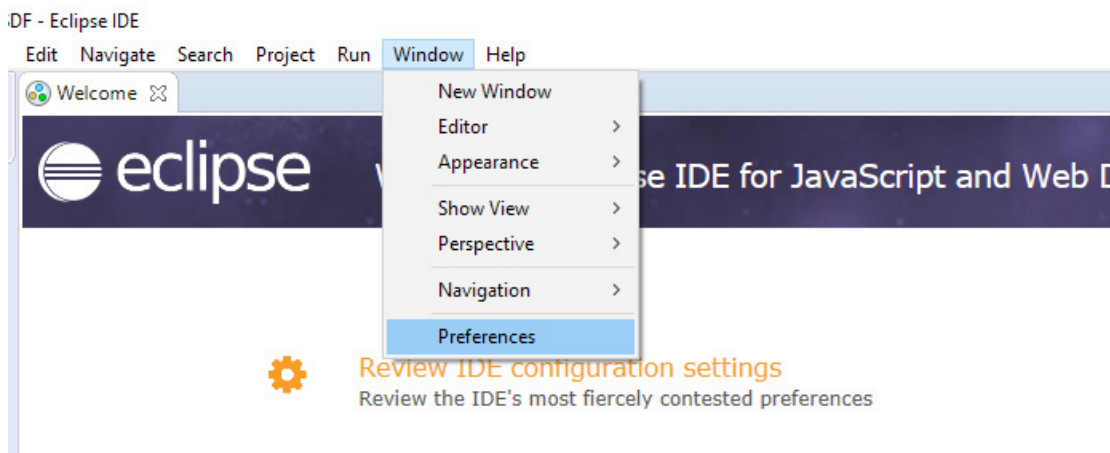 DF - Eclipse IDE
Edit Navigate Search Project Run Window Help
Welcome
New Window
Editor
Appearance
Show View
Perspective
Navigation
Preferences
eclipse
se IDE for JavaScript and Web D
Review IDE configuration settings
Review the IDE's most fiercely contested preferences